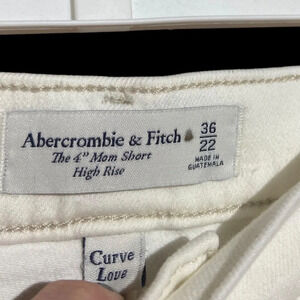 Abercrombie & Fitch 36
The 4" Mom Short 22
High Rise MADE IN
GUATEMALA
Curve
Love